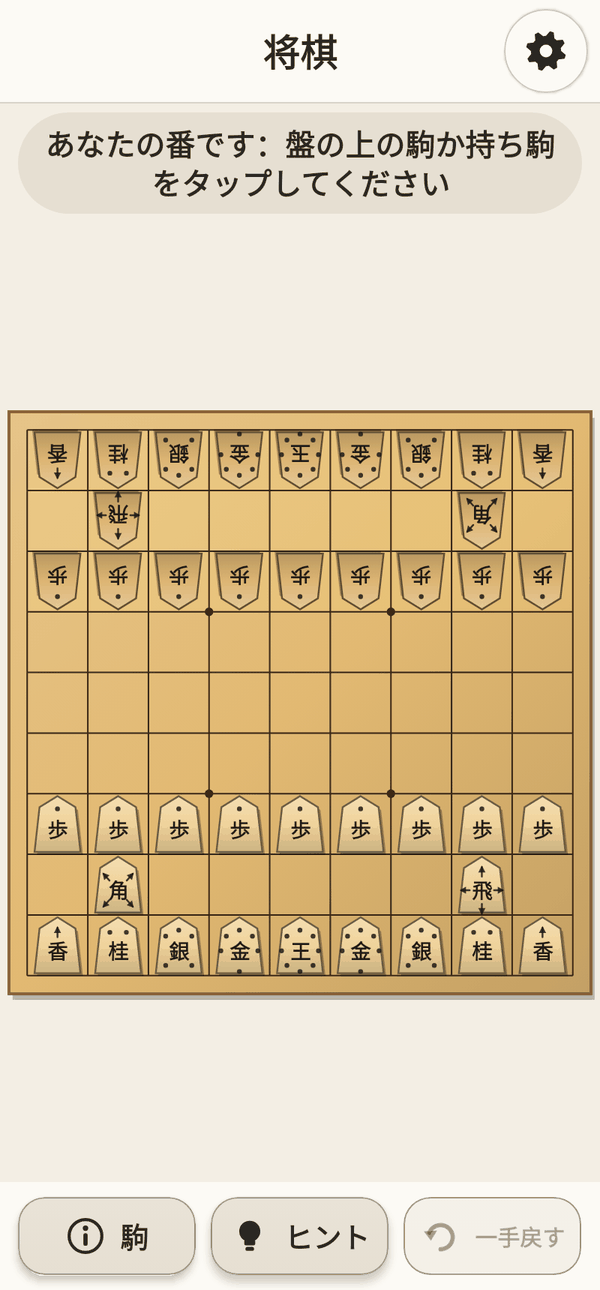 将棋
あなたの番です：盤の上の駒か持ち駒
をタップしてください
香 桂 銀 金 王 金 銀 桂 香
飛 角
歩 歩 歩 歩 歩 歩 歩 歩 歩
歩 歩 歩 歩 歩 歩 歩 歩 歩
角 飛
香 桂 銀 金 王 金 銀 桂 香
駒 ヒント 一手戻す